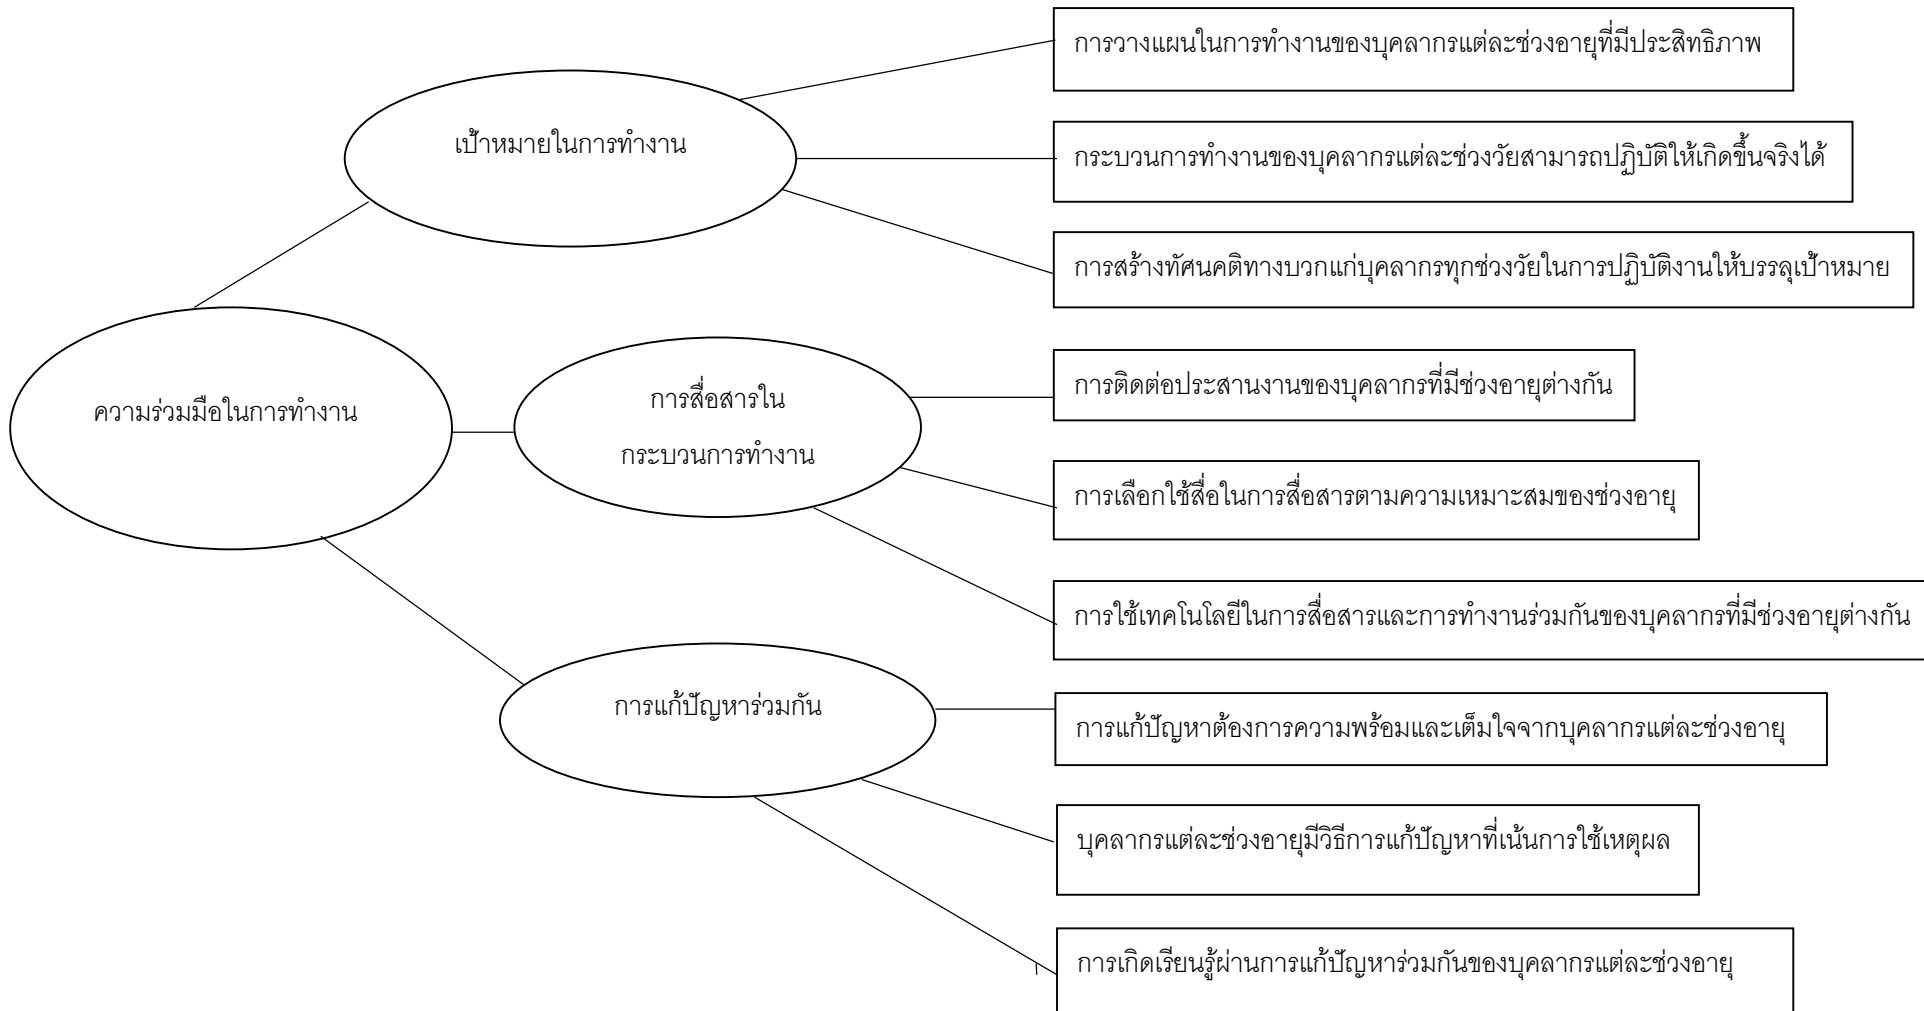 การวางแผนในการทำงานของบุคลากรแต่ละช่วงอายุที่มีประสิทธิภาพ
เป้าหมายในการทำงาน
กระบวนการทำงานของบุคลากรแต่ละช่วงวัยสามารถปฏิบัติให้เกิดขึ้นจริงได้
การสร้างทัศนคติทางบวกแก่บุคลากรทุกช่วงวัยในการปฏิบัติงานให้บรรลุเป้าหมาย
ความร่วมมือในการทำงาน
การสื่อสารใน
กระบวนการทำงาน
การติดต่อประสานงานของบุคลากรที่มีช่วงอายุต่างกัน
การเลือกใช้สื่อในการสื่อสารตามความเหมาะสมของช่วงอายุ
การใช้เทคโนโลยีในการสื่อสารและการทำงานร่วมกันของบุคลากรที่มีช่วงอายุต่างกัน
การแก้ปัญหาร่วมกัน
การแก้ปัญหาต้องการความพร้อมและเต็มใจจากบุคลากรแต่ละช่วงอายุ
บุคลากรแต่ละช่วงอายุมีวิธีการแก้ปัญหาที่เน้นการใช้เหตุผล
การเกิดเรียนรู้ผ่านการแก้ปัญหาร่วมกันของบุคลากรแต่ละช่วงอายุ